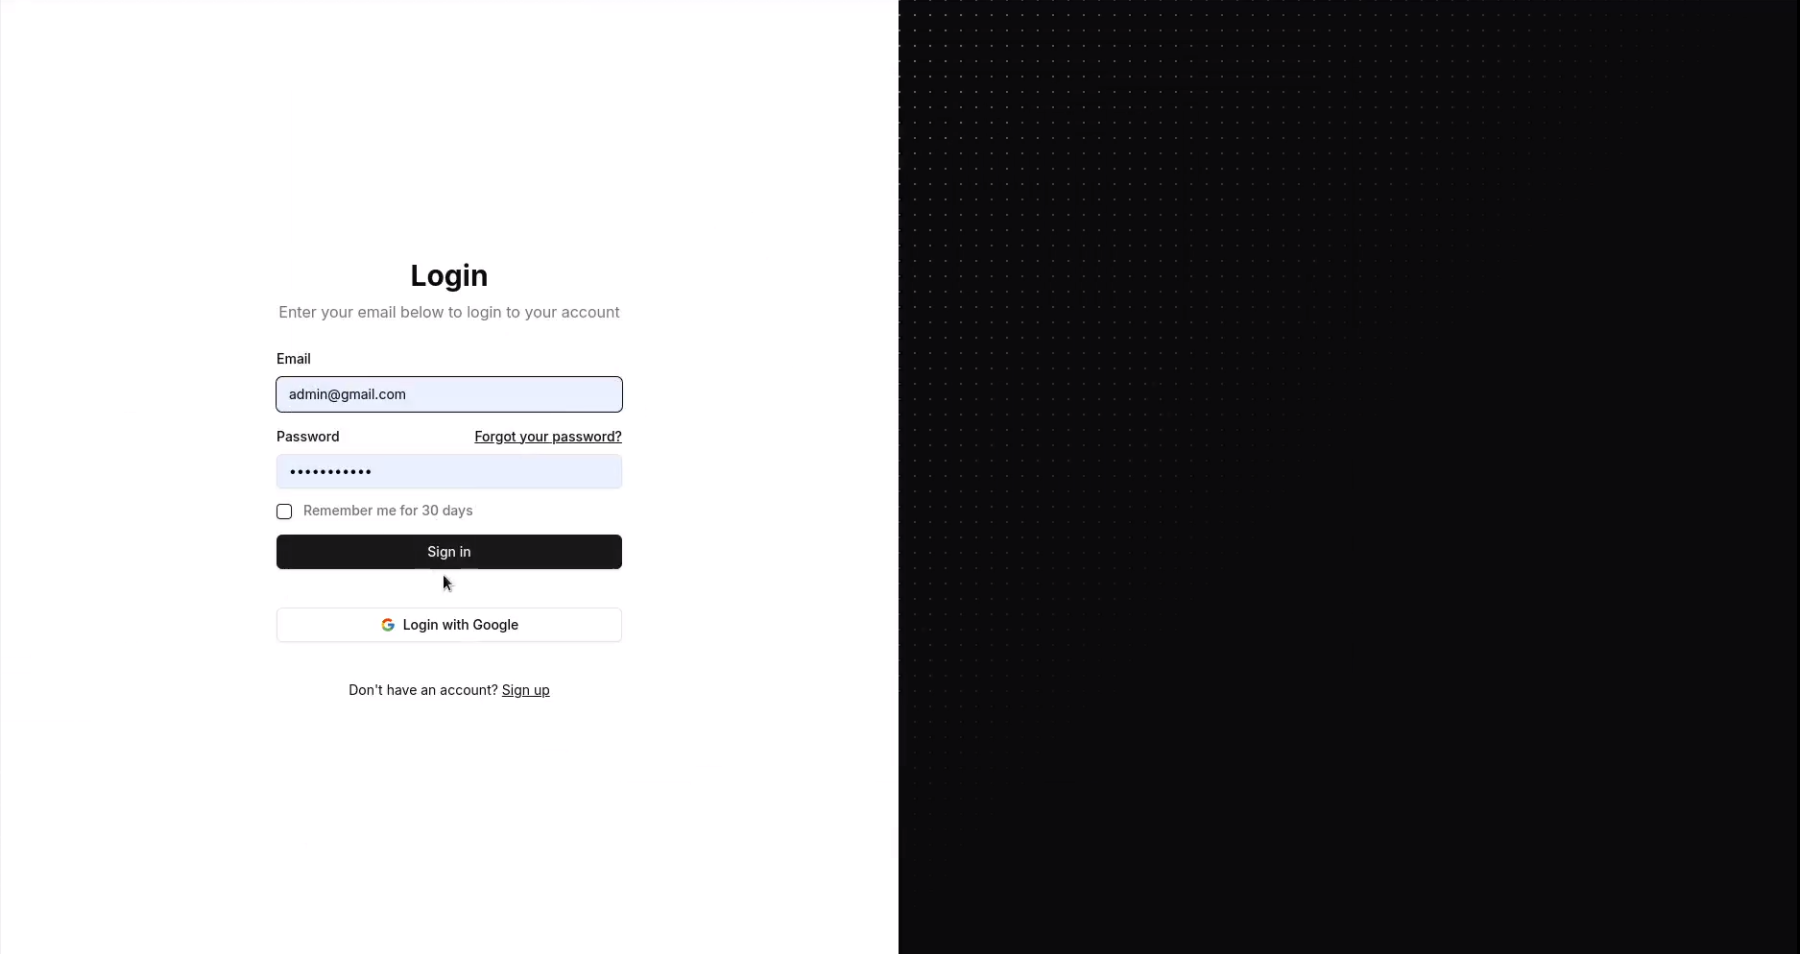 Login
Enter your email below to login to your account
Email
admin@gmail.com
Password Forgot your password?
•••••••••••
Remember me for 30 days
Sign in
Login with Google
Don't have an account? Sign up